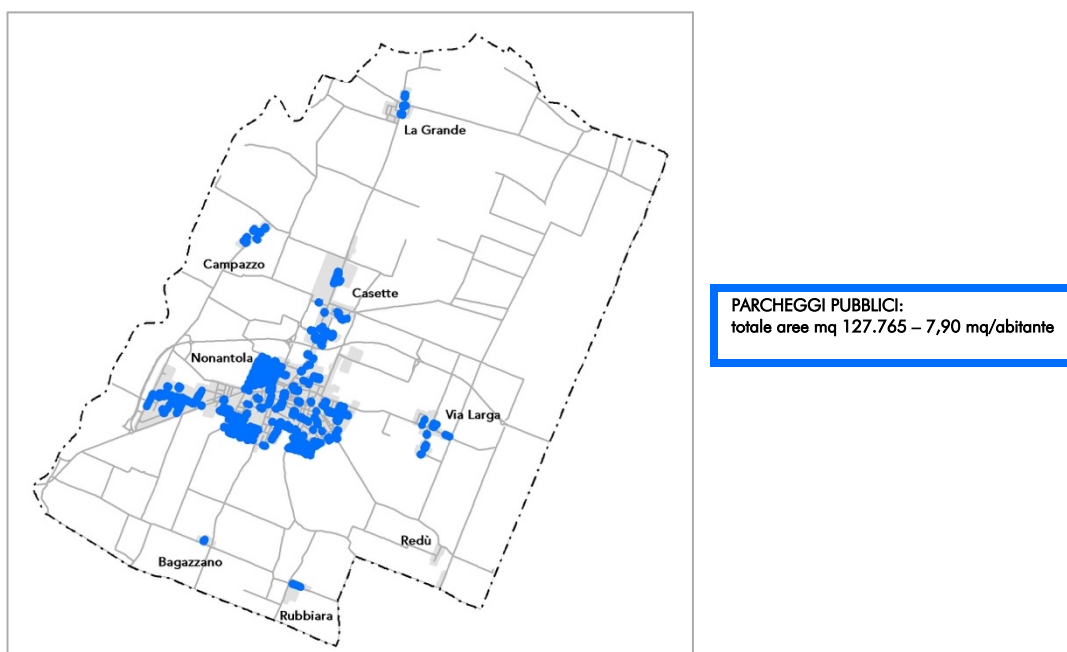 La Grande
Campazzo
Casette
Nonantola
Via Larga
Redù
Bagazzano
Rubbiara
PARCHEGGI PUBBLICI:
totale aree mq 127.765 – 7,90 mq/abitante